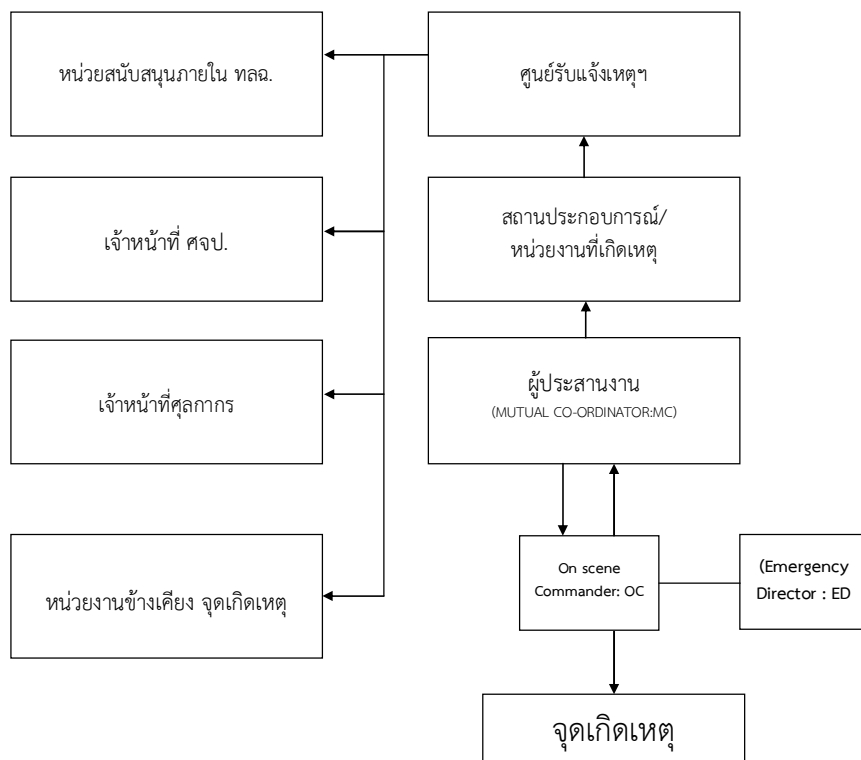 หน่วยสนับสนุนภายใน ทลฉ.
ศูนย์รับแจ้งเหตุฯ
เจ้าหน้าที่ ศจป.
สถานประกอบการณ์/
หน่วยงานที่เกิดเหตุ
เจ้าหน้าที่ศุลกากร
ผู้ประสานงาน
(MUTUAL CO-ORDINATOR:MC)
หน่วยงานข้างเคียง จุดเกิดเหตุ
On scene
Commander: OC
(Emergency
Director : ED
จุดเกิดเหตุ